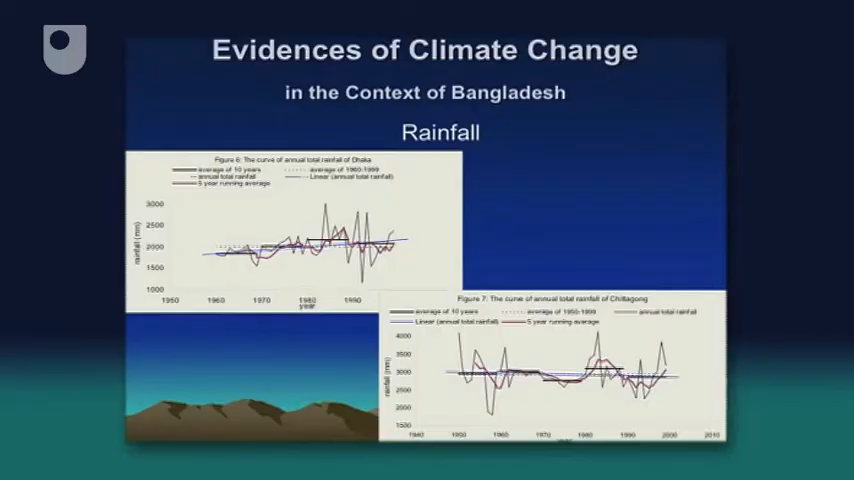 Evidences of Climate Change
in the Context of Bangladesh
Rainfall
Figure 6: The curve of annual total rainfall of Dhaka
average of 10 years
average of 1960-1999
annual total rainfall
Linear (annual total rainfall)
5 year running average
rainfall (mm)
3000
2500
2000
1500
1000
1950 1960 1970 1980 1990
year
Figure 7: The curve of annual total rainfall of Chittagong
average of 10 years
average of 1950-1999
annual total rainfall
Linear (annual total rainfall)
5 year running average
rainfall (mm)
4000
3500
3000
2500
2000
1500
1940 1950 1960 1970 1980 1990 2000 2010